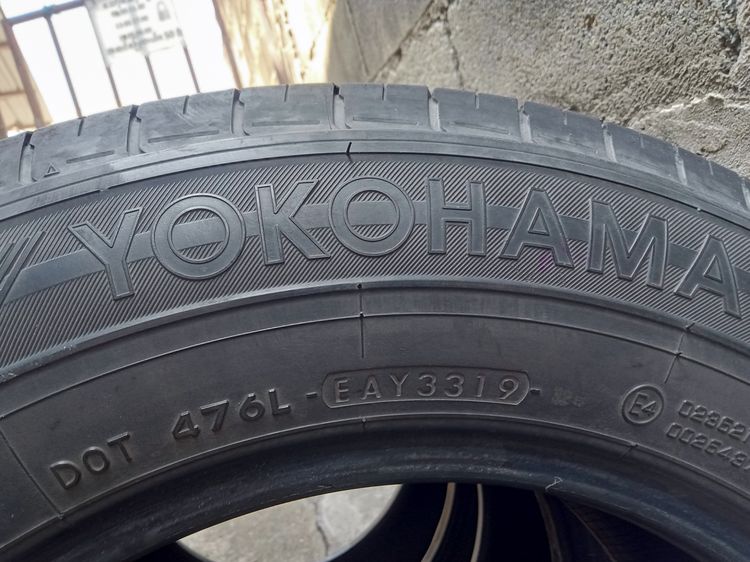 YOKOHAMA
DOT 476L - EAY3319 -
E4